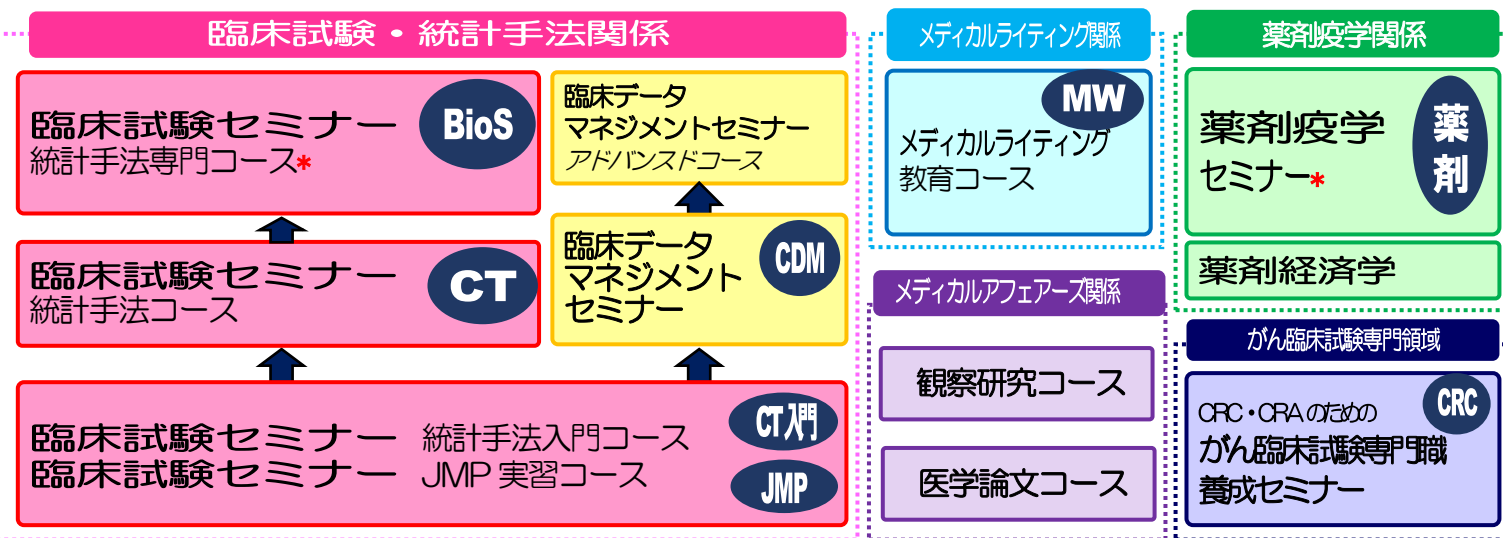 臨床試験・統計手法関係
臨床試験セミナー
統計手法専門コース*
BioS
臨床データ
マネジメントセミナー
アドバンスドコース
臨床試験セミナー
統計手法コース
CT
臨床データ
マネジメント
セミナー
CDM
臨床試験セミナー 統計手法入門コース
臨床試験セミナー JMP 実習コース
CT入門
JMP
メディカルライティング関係
MW
メディカルライティング
教育コース
メディカルアフェアーズ関係
観察研究コース
医学論文コース
薬剤疫学関係
薬剤疫学
セミナー*
薬
剤
薬剤経済学
がん臨床試験専門領域
CRC・CRAのための
がん臨床試験専門職
養成セミナー
CRC